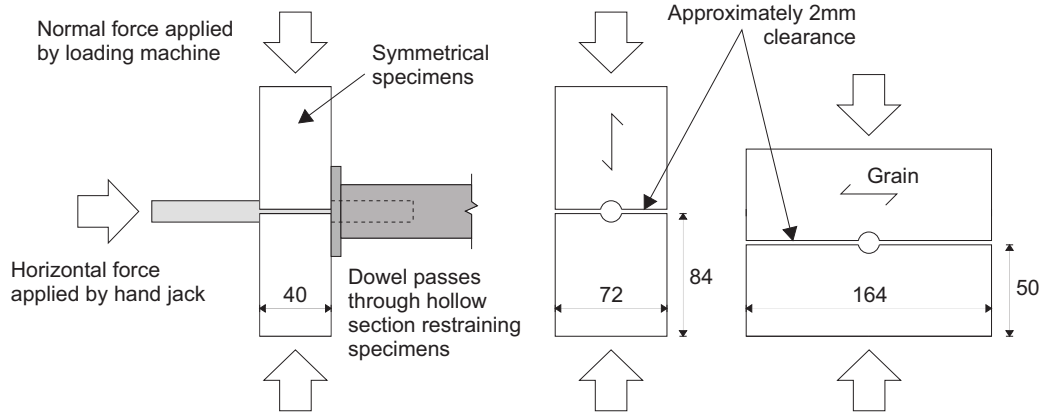 Normal force applied
by loading machine
Symmetrical
specimens
Approximately 2mm
clearance
Grain
Horizontal force
applied by hand jack
40
Dowel passes
through hollow
section restraining
specimens
72
84
164
50